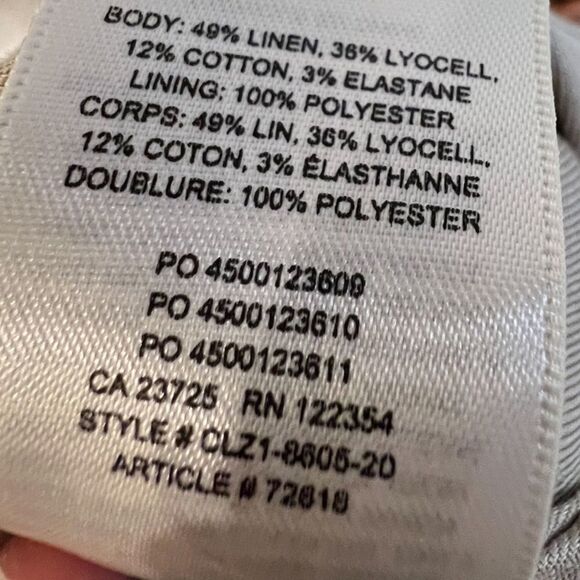 BODY: 49% LINEN, 36% LYOCELL,
12% COTTON, 3% ELASTANE
LINING: 100% POLYESTER
CORPS: 49% LIN, 36% LYOCELL,
12% COTON, 3% ÉLASTHANNE
DOUBLURE: 100% POLYESTER
PO 4500123609
PO 4500123610
PO 4500123611
CA 23725 RN 122354
STYLE # CLZ1-8605-20
ARTICLE # 72818